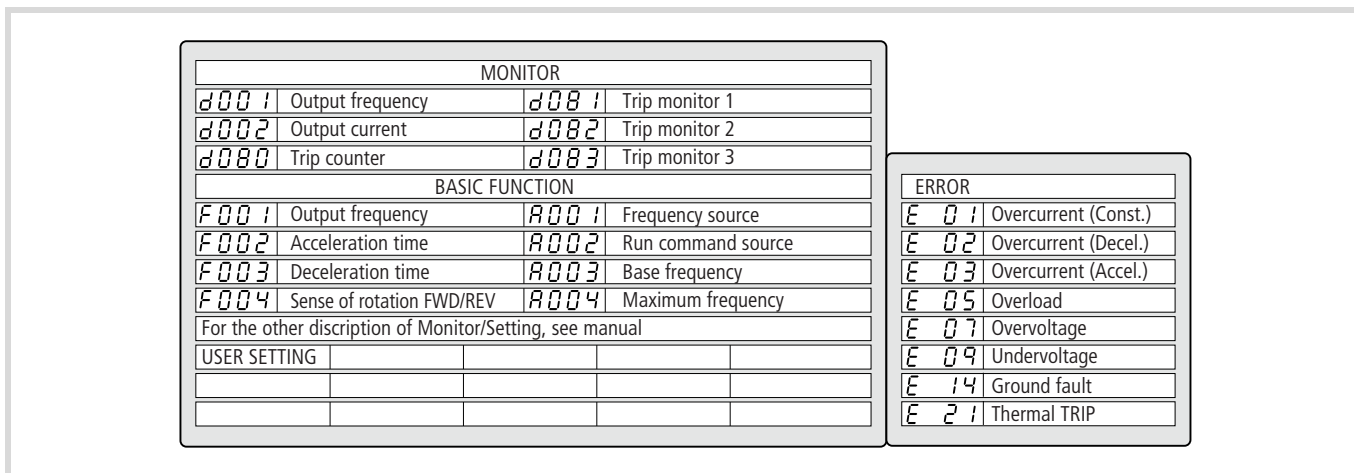 MONITOR
d001 Output frequency d081 Trip monitor 1
d002 Output current d082 Trip monitor 2
d080 Trip counter d083 Trip monitor 3
BASIC FUNCTION
F001 Output frequency A001 Frequency source
F002 Acceleration time A002 Run command source
F003 Deceleration time A003 Base frequency
F004 Sense of rotation FWD/REV A004 Maximum frequency
For the other discription of Monitor/Setting, see manual
USER SETTING
ERROR
E 01 Overcurrent (Const.)
E 02 Overcurrent (Decel.)
E 03 Overcurrent (Accel.)
E 05 Overload
E 07 Overvoltage
E 09 Undervoltage
E 14 Ground fault
E 21 Thermal TRIP